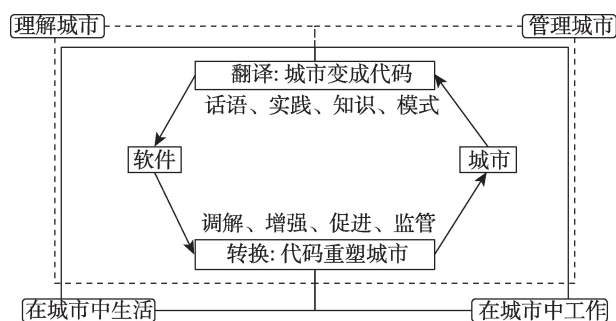 理解城市
管理城市
翻译: 城市变成代码
话语、实践、知识、模式
软件
城市
调解、增强、促进、监管
转换: 代码重塑城市
在城市中生活
在城市中工作